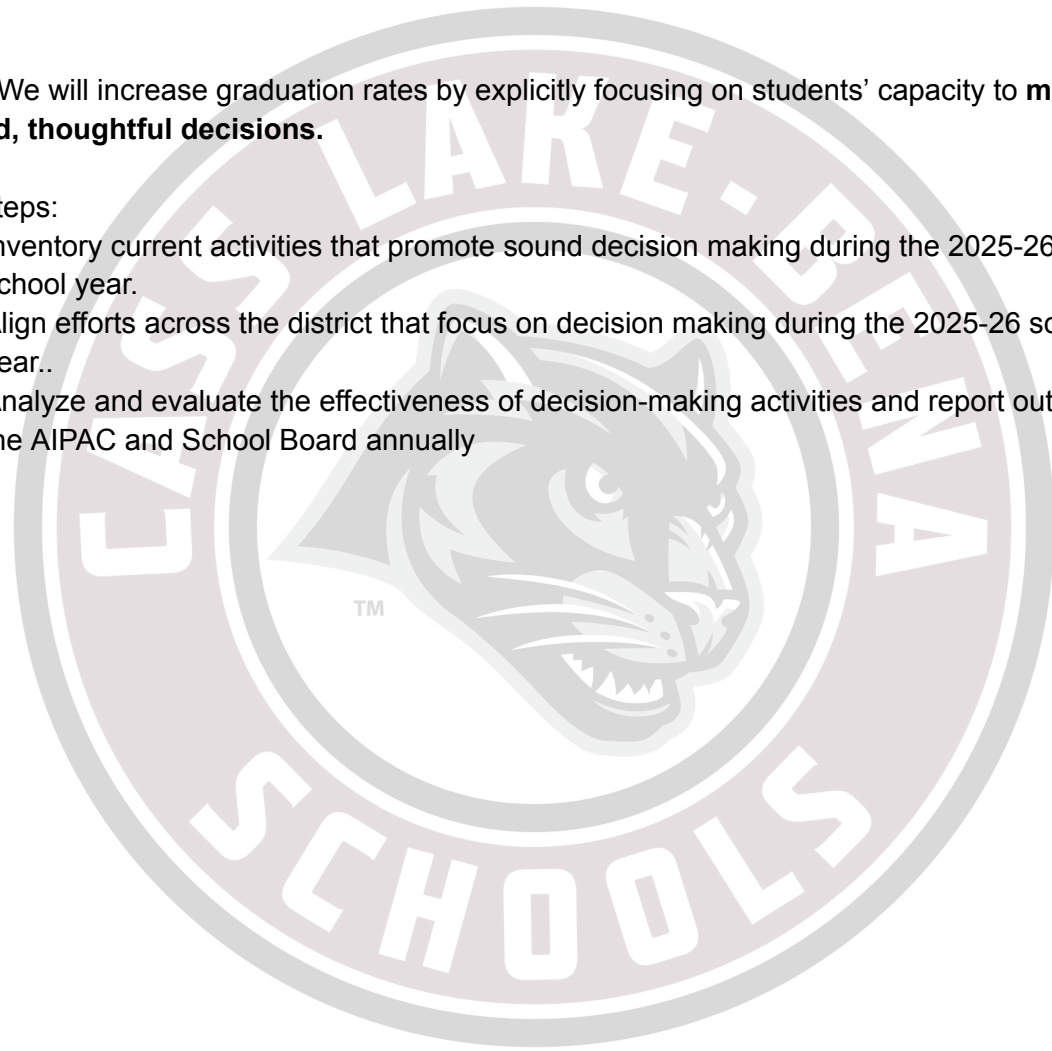 We will increase graduation rates by explicitly focusing on students’ capacity to
thoughtful decisions.
teps:
nventory current activities that promote sound decision making during the 2025-26
chool year.
lign efforts across the district that focus on decision making during the 2025-26
ear..
nalyze and evaluate the effectiveness of decision-making activities and report out
he AIPAC and School Board annually
CASS LAKE-BENA
TM
SCHOOLS